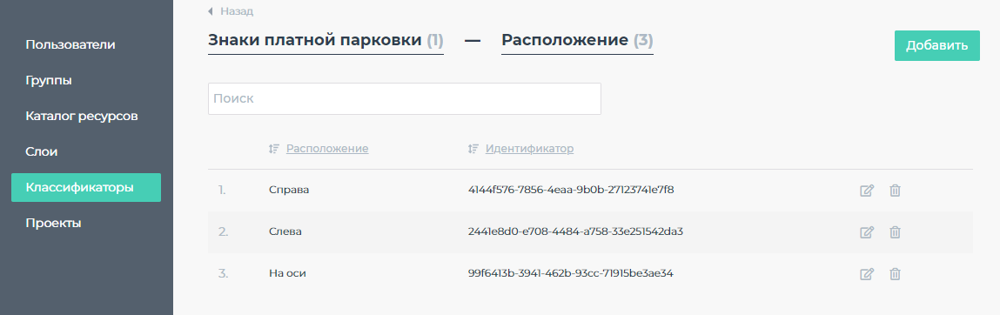 Назад
Знаки платной парковки (1) — Расположение (3)
Добавить
Пользователи
Группы
Каталог ресурсов
Слои
Классификаторы
Проекты
Поиск
Расположение Идентификатор
1. Справа 4144f576-7856-4eaa-9b0b-27123741e7f8
2. Слева 2441e8d0-e708-4484-a758-33e251542da3
3. На оси 99f6413b-3941-462b-93cc-71915be3ae34